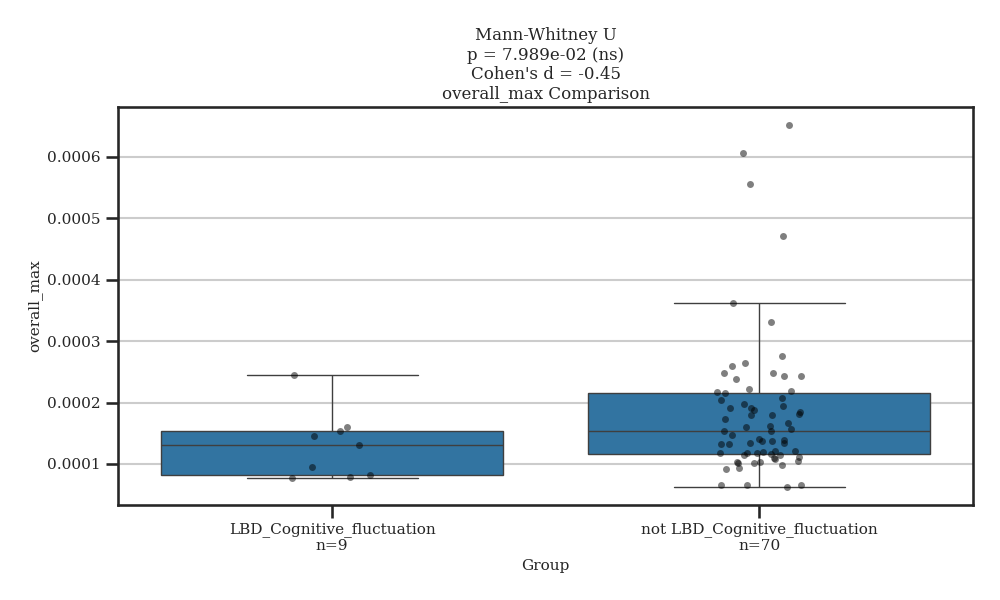 Mann-Whitney U
p = 7.989e-02 (ns)
Cohen's d = -0.45
overall_max Comparison
0.0006
0.0005
0.0004
0.0003
0.0002
0.0001
overall_max
LBD_Cognitive_fluctuation
n=9
not LBD_Cognitive_fluctuation
n=70
Group